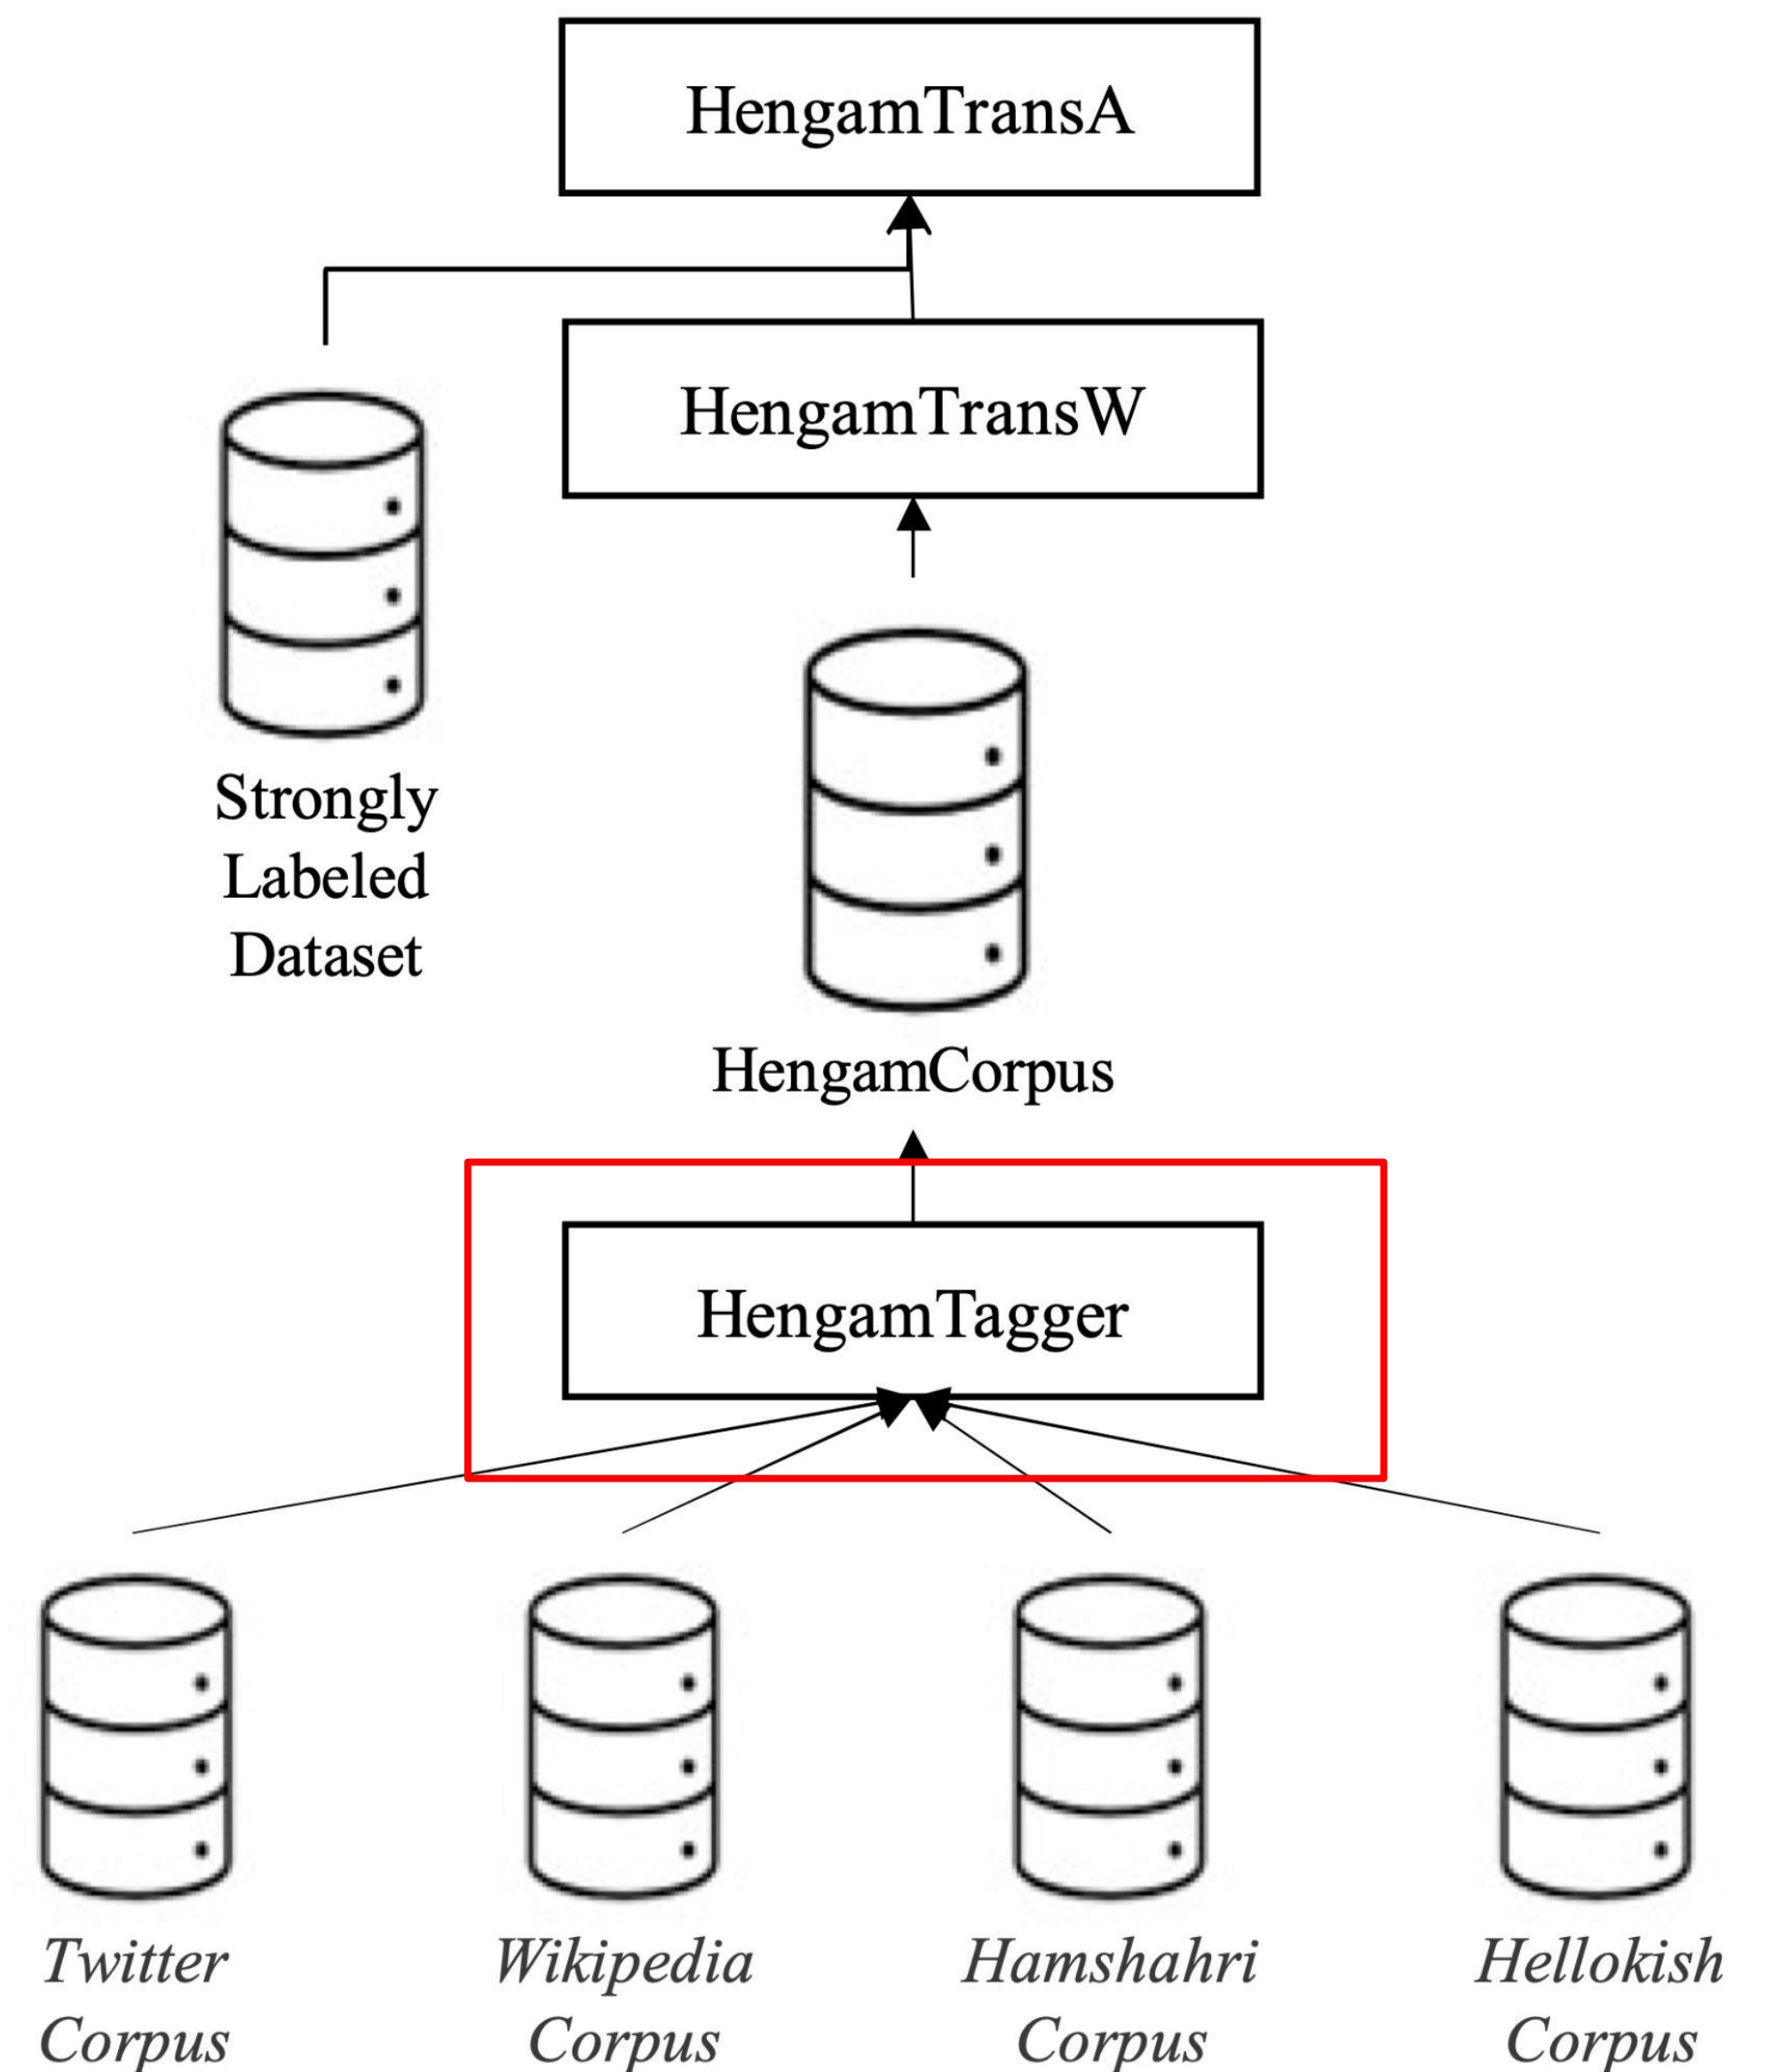 HengamTransA
HengamTransW
Strongly
Labeled
Dataset
HengamCorpus
HengamTagger
Twitter
Corpus
Wikipedia
Corpus
Hamshahri
Corpus
Hellokish
Corpus